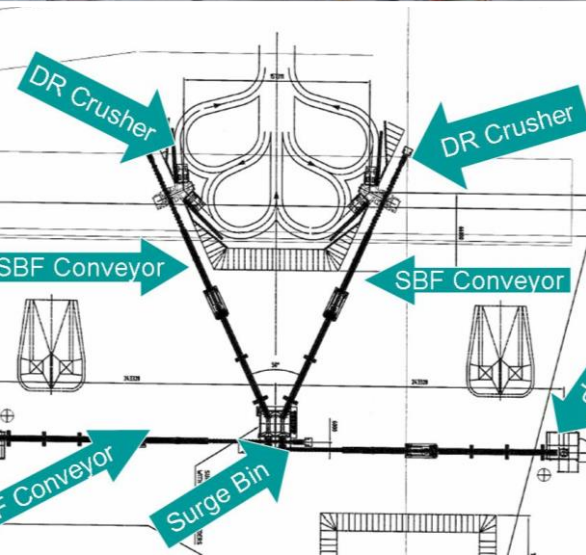 DR Crusher
DR Crusher
SBF Conveyor
SBF Conveyor
F Conveyor
Surge Bin